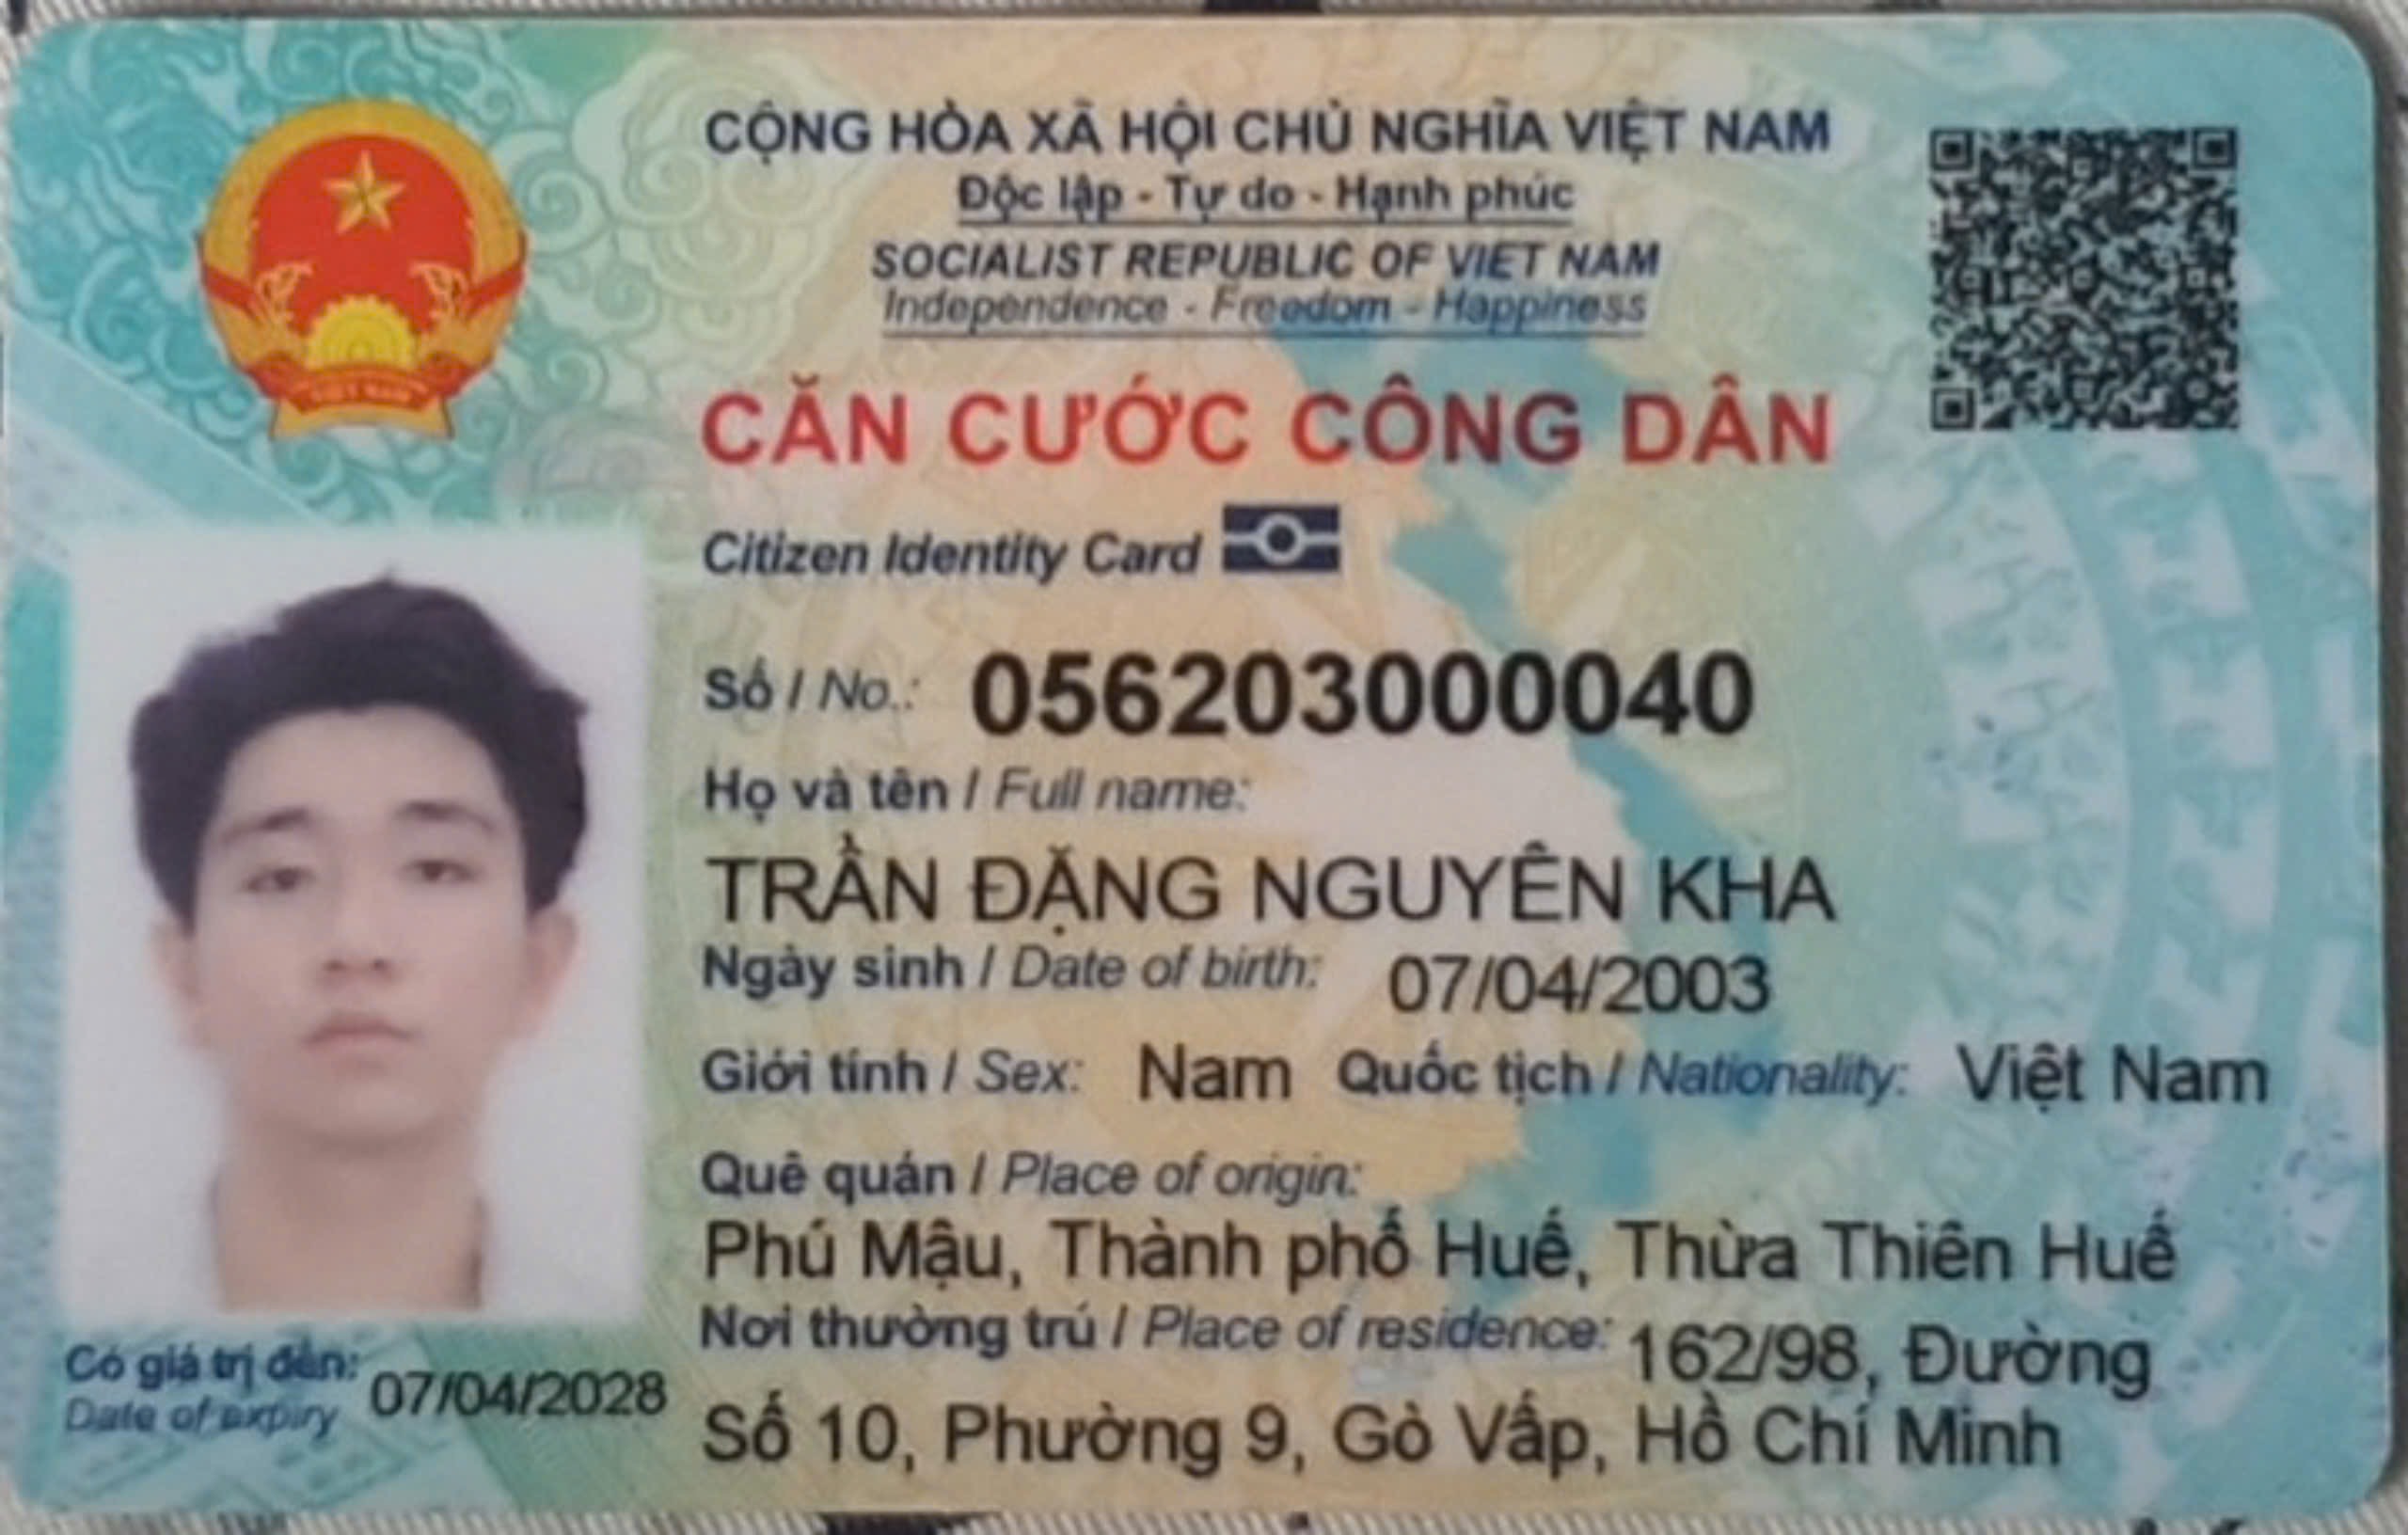 CỘNG HÒA XÃ HỘI CHỦ NGHĨA VIỆT NAM
Độc lập - Tự do - Hạnh phúc
SOCIALIST REPUBLIC OF VIET NAM
Independence - Freedom - Happiness
CĂN CƯỚC CÔNG DÂN
Citizen Identity Card
Số / No.: 056203000040
Họ và tên / Full name:
TRẦN ĐẶNG NGUYÊN KHA
Ngày sinh / Date of birth: 07/04/2003
Giới tính / Sex: Nam Quốc tịch / Nationality: Việt Nam
Quê quán / Place of origin:
Phú Mậu, Thành phố Huế, Thừa Thiên Huế
Nơi thường trú / Place of residence: 162/98, Đường
Số 10, Phường 9, Gò Vấp, Hồ Chí Minh
Có giá trị đến: 07/04/2028
Date of expiry
VIỆT NAM